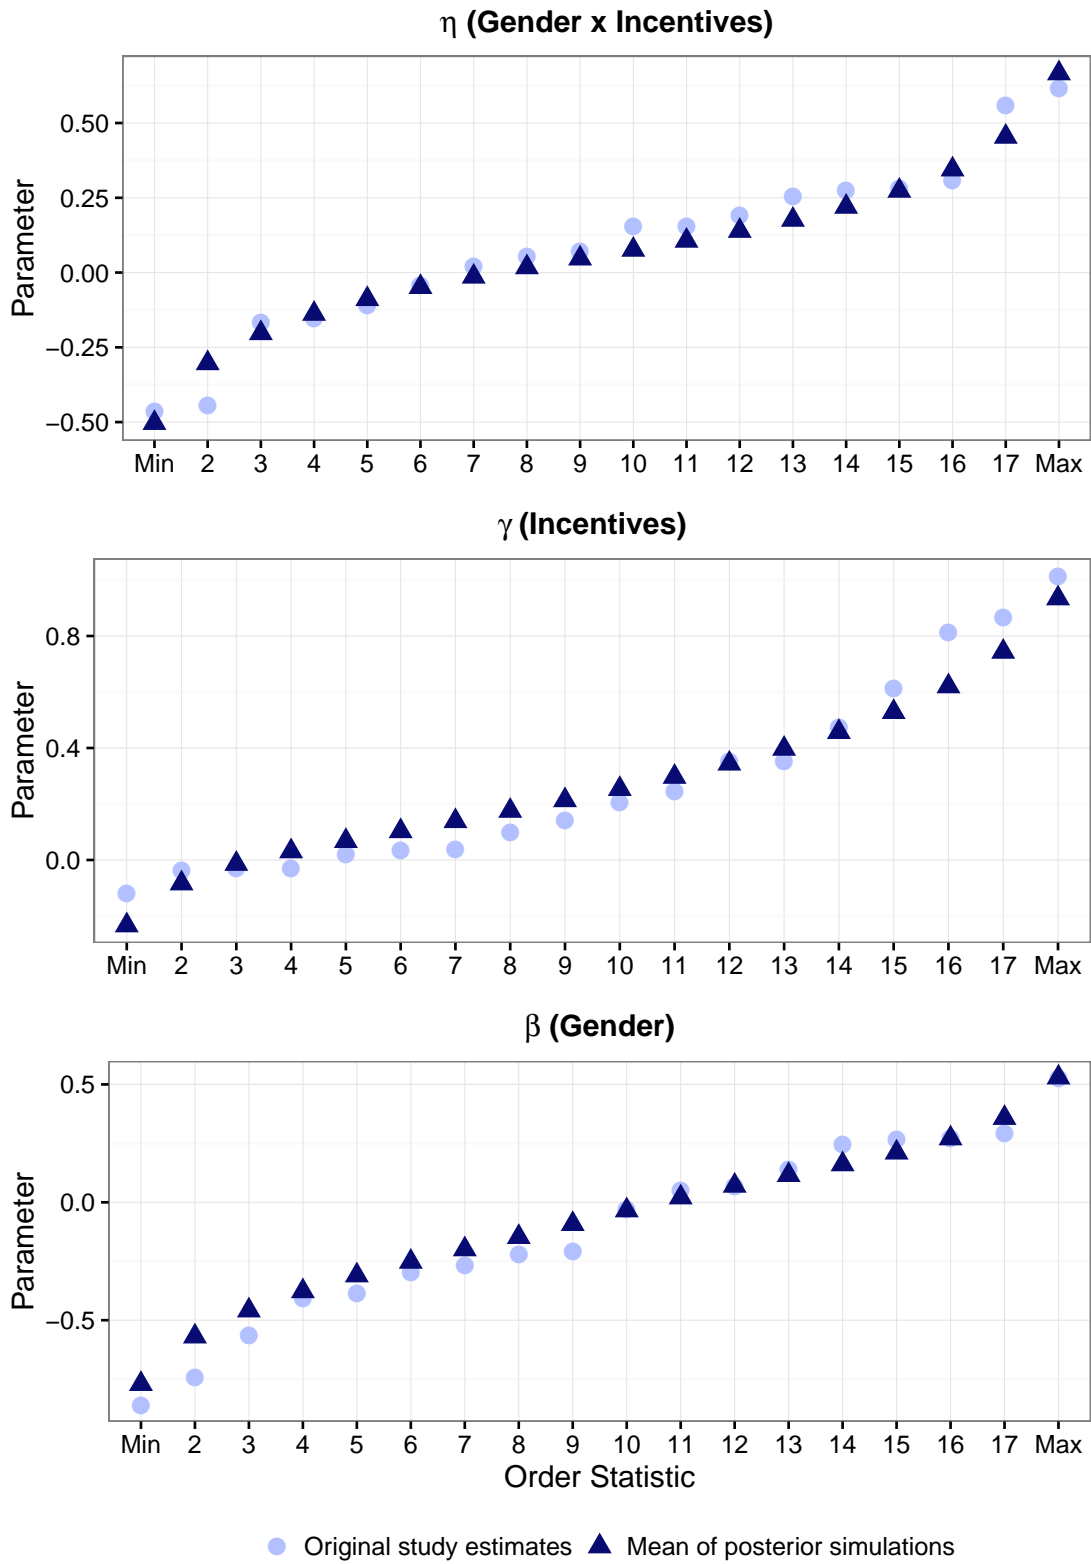 η (Gender x Incentives)
Parameter
0.50
0.25
0.00
−0.25
−0.50
Min 2 3 4 5 6 7 8 9 10 11 12 13 14 15 16 17 Max
γ (Incentives)
Parameter
0.8
0.4
0.0
Min 2 3 4 5 6 7 8 9 10 11 12 13 14 15 16 17 Max
β (Gender)
Parameter
0.5
0.0
−0.5
Min 2 3 4 5 6 7 8 9 10 11 12 13 14 15 16 17 Max
Order Statistic
Original study estimates Mean of posterior simulations